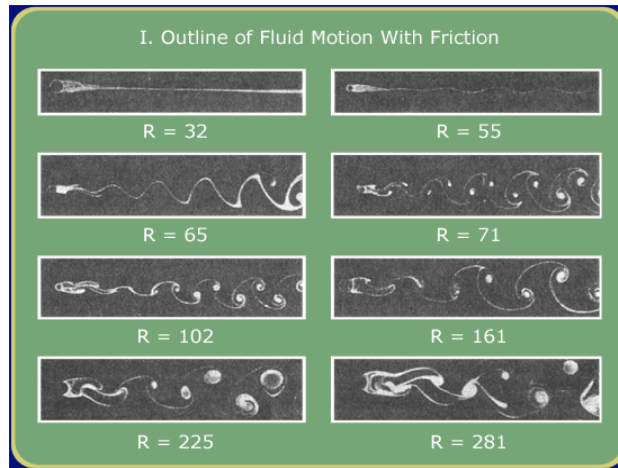 I. Outline of Fluid Motion With Friction
R = 32
R = 55
R = 65
R = 71
R = 102
R = 161
R = 225
R = 281